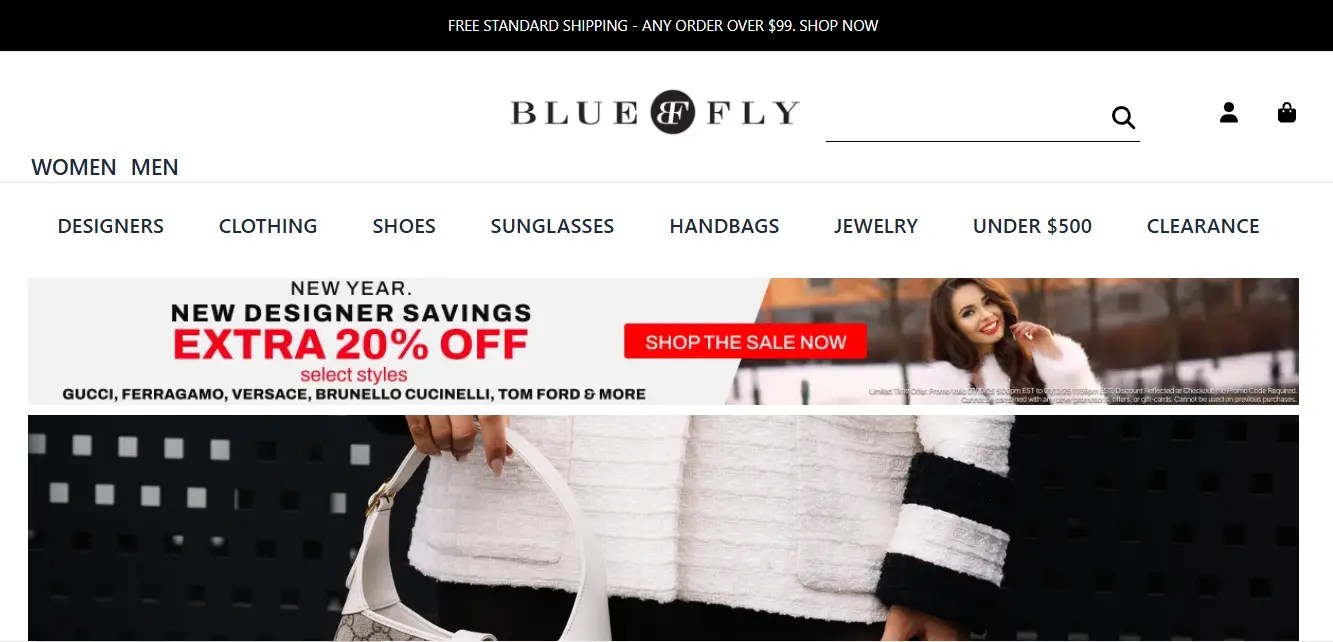 FREE STANDARD SHIPPING - ANY ORDER OVER $99. SHOP NOW
BLUE BF FLY
WOMEN MEN
DESIGNERS CLOTHING SHOES SUNGLASSES HANDBAGS JEWELRY UNDER $500 CLEARANCE
NEW YEAR.
NEW DESIGNER SAVINGS
EXTRA 20% OFF
select styles
GUCCI, FERRAGAMO, VERSACE, BRUNELLO CUCINELLI, TOM FORD & MORE
SHOP THE SALE NOW
Limited Time Offer. Promo Valid EST to EST. Discount Reflected at Checkout. No Promo Code Required.
Cannot be combined with any other promotions, offers, or gift-cards. Cannot be used on previous purchases.